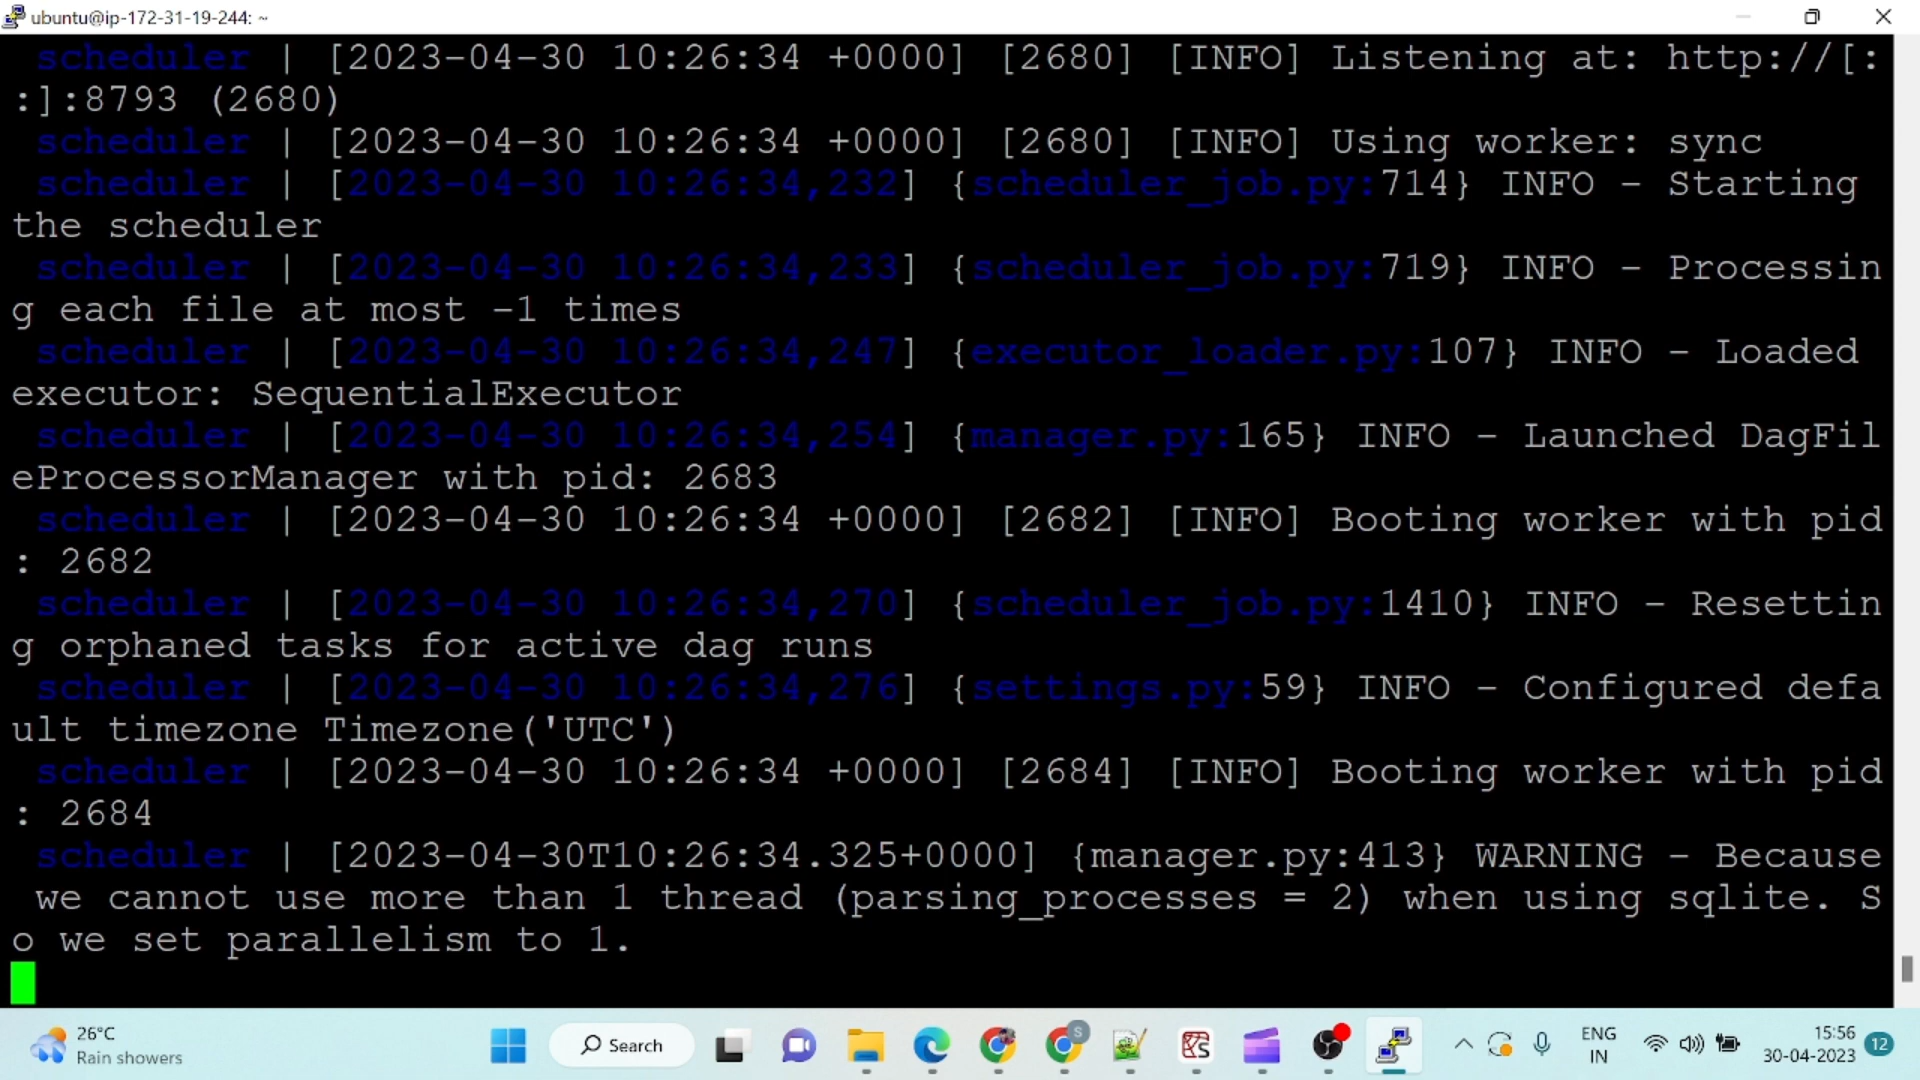 ubuntu@ip-172-31-19-244: ~
scheduler | [2023-04-30 10:26:34 +0000] [2680] [INFO] Listening at: http://[:
:]:8793 (2680)
scheduler | [2023-04-30 10:26:34 +0000] [2680] [INFO] Using worker: sync
scheduler | [2023-04-30 10:26:34,232] {scheduler_job.py:714} INFO - Starting
the scheduler
scheduler | [2023-04-30 10:26:34,233] {scheduler_job.py:719} INFO - Processin
g each file at most -1 times
scheduler | [2023-04-30 10:26:34,247] {executor_loader.py:107} INFO - Loaded
executor: SequentialExecutor
scheduler | [2023-04-30 10:26:34,254] {manager.py:165} INFO - Launched DagFil
eProcessorManager with pid: 2683
scheduler | [2023-04-30 10:26:34 +0000] [2682] [INFO] Booting worker with pid
: 2682
scheduler | [2023-04-30 10:26:34,270] {scheduler_job.py:1410} INFO - Resettin
g orphaned tasks for active dag runs
scheduler | [2023-04-30 10:26:34,276] {settings.py:59} INFO - Configured defa
ult timezone Timezone('UTC')
scheduler | [2023-04-30 10:26:34 +0000] [2684] [INFO] Booting worker with pid
: 2684
scheduler | [2023-04-30T10:26:34.325+0000] {manager.py:413} WARNING - Because
we cannot use more than 1 thread (parsing_processes = 2) when using sqlite. S
o we set parallelism to 1.
26°C
Rain showers
Search
S
ENG
IN
15:56
30-04-2023
12